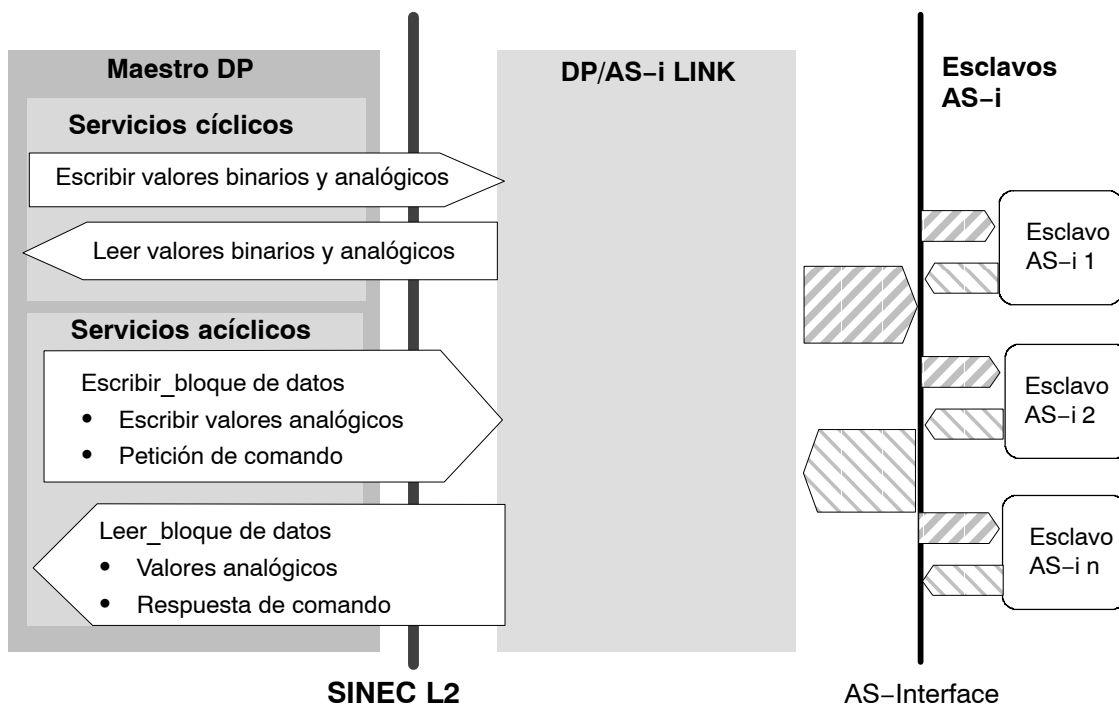 Maestro DP
DP/AS–i LINK
Esclavos
AS–i
Servicios cíclicos
Escribir valores binarios y analógicos
Leer valores binarios y analógicos
Esclavo
AS–i 1
Servicios acíclicos
Escribir_bloque de datos
• Escribir valores analógicos
• Petición de comando
Esclavo
AS–i 2
Leer_bloque de datos
• Valores analógicos
• Respuesta de comando
Esclavo
AS–i n
SINEC L2
AS–Interface